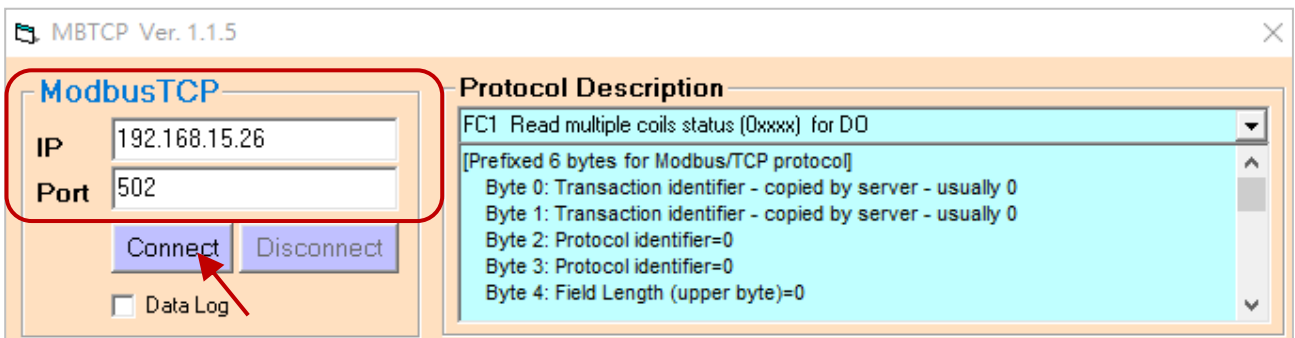 MBTCP Ver. 1.1.5
ModbusTCP
IP 192.168.15.26
Port 502
Connect Disconnect
Data Log
Protocol Description
FC1 Read multiple coils status (0xxxx) for DO
[Prefixed 6 bytes for Modbus/TCP protocol]
Byte 0: Transaction identifier - copied by server - usually 0
Byte 1: Transaction identifier - copied by server - usually 0
Byte 2: Protocol identifier=0
Byte 3: Protocol identifier=0
Byte 4: Field Length (upper byte)=0